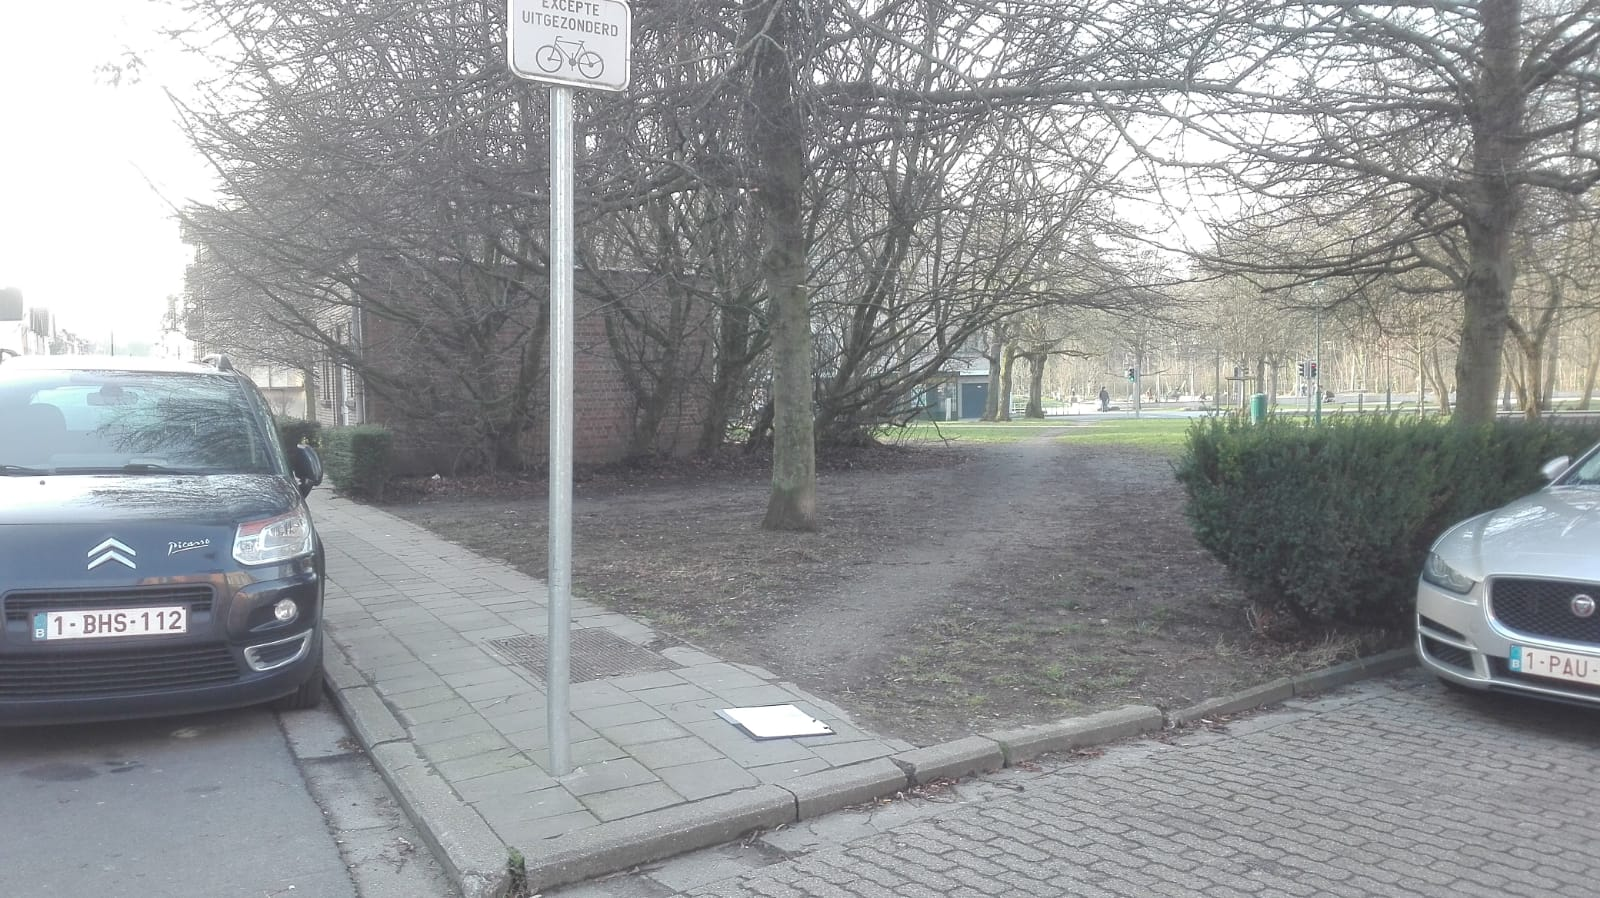 EXCEPTE
UITGEZONDERD
picasso
B 1-BHS-112
B 1-PAU-